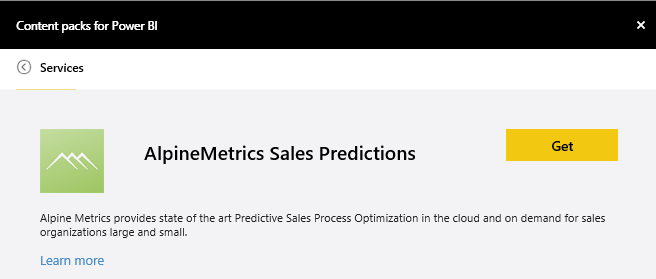 Content packs for Power BI
Services
AlpineMetrics Sales Predictions
Get
Alpine Metrics provides state of the art Predictive Sales Process Optimization in the cloud and on demand for sales
organizations large and small.
Learn more